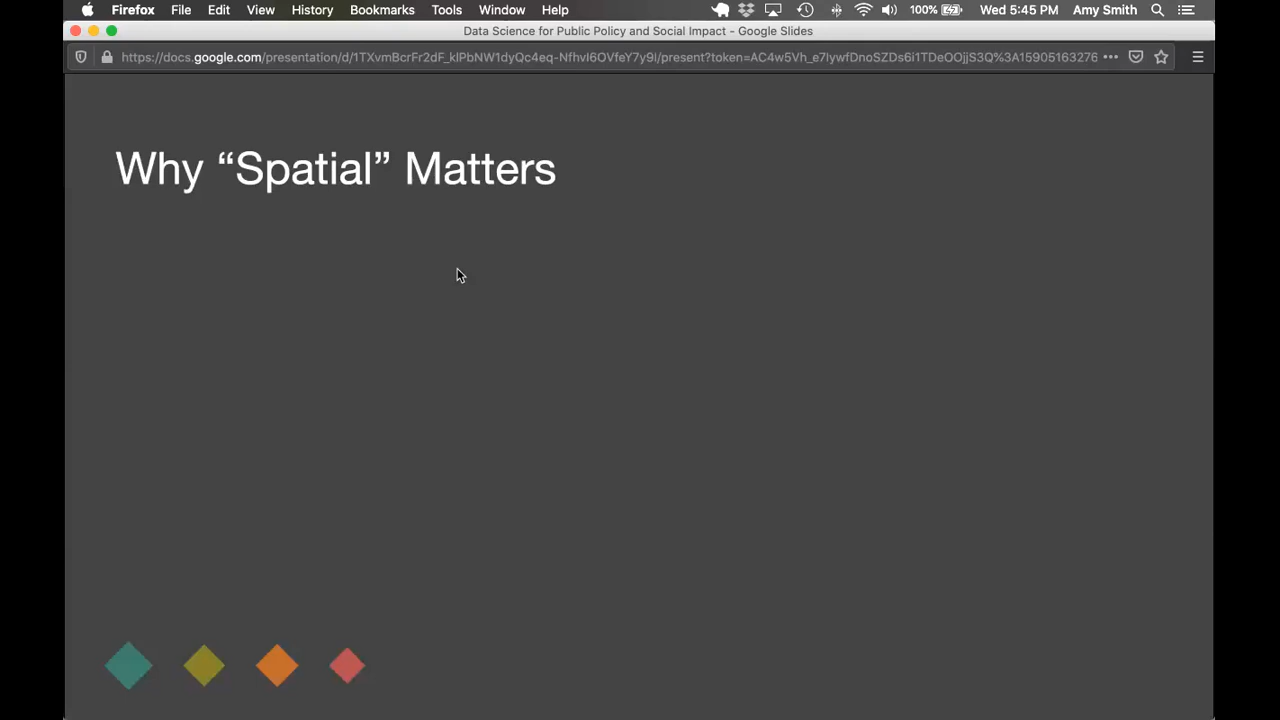 Firefox File Edit View History Bookmarks Tools Window Help 100% Wed 5:45 PM Amy Smith
Data Science for Public Policy and Social Impact - Google Slides
https://docs.google.com/presentation/d/1TXvmBcrFr2dF_klPbNW1dyQc4eq-NfhvI6OVfeY7y9I/present?token=AC4w5Vh_e7IywfDnoSZDs6i1TDeOOjjS3Q%3A15905163276
Why “Spatial” Matters